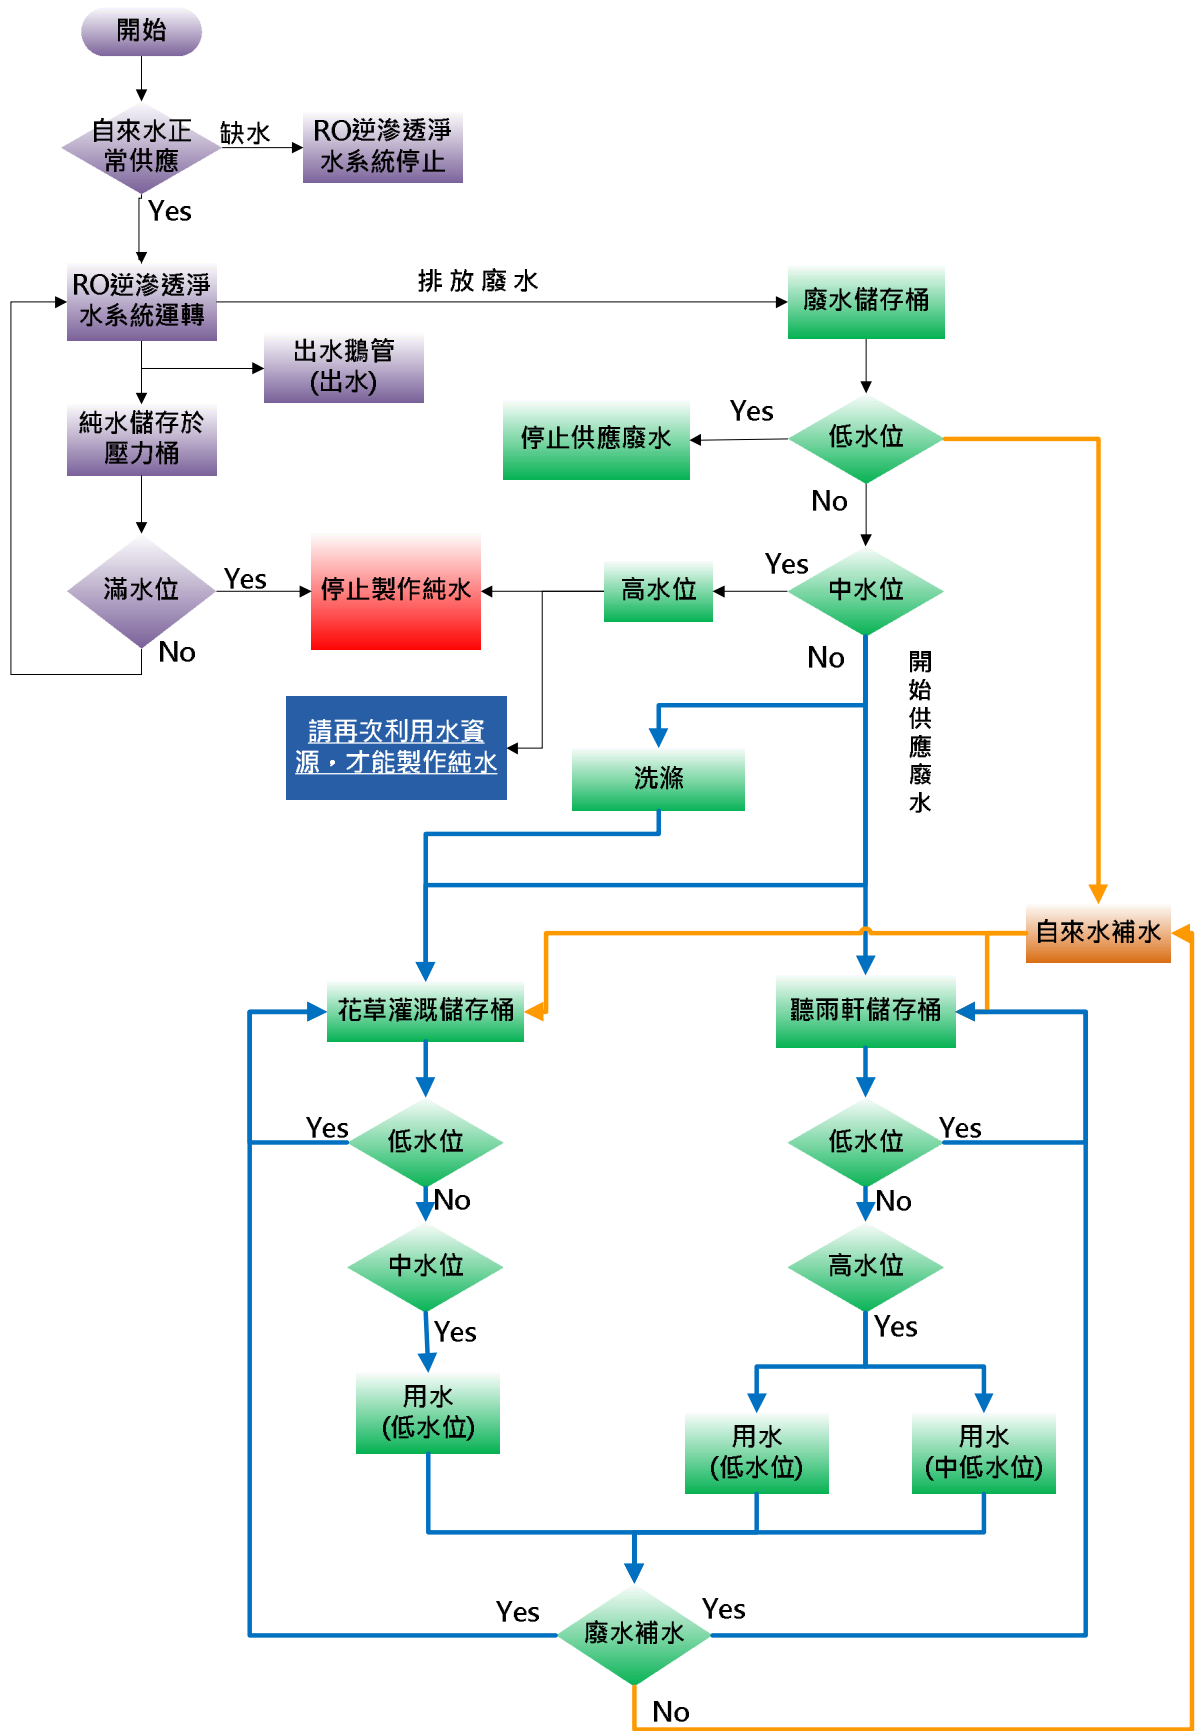 開始
自來水正
常供應
缺水
RO逆滲透淨
水系統停止
Yes
RO逆滲透淨
水系統運轉
排放廢水
廢水儲存桶
出水鵝管
(出水)
純水儲存於
壓力桶
停止供應廢水
Yes
低水位
No
滿水位
Yes
No
停止製作純水
高水位
Yes
中水位
No
開始供應廢水
請再次利用水資
源，才能製作純水
洗滌
自來水補水
花草灌溉儲存桶
聽雨軒儲存桶
Yes
低水位
No
低水位
Yes
No
中水位
Yes
高水位
Yes
用水
(低水位)
用水
(低水位)
用水
(中低水位)
Yes
廢水補水
Yes
No